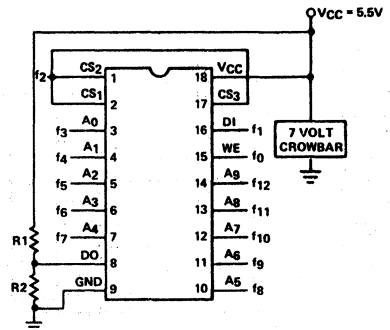 VCC = 5.5V
f2 CS2 1 18 VCC
CS1 2 17 CS3
f3 A0 3 16 DI f1
f4 A1 4 15 WE f0
f5 A2 5 14 A9 f12
f6 A3 6 13 A8 f11
f7 A4 7 12 A7 f10
R1 DO 8 11 A6 f9
R2 GND 9 10 A5 f8
7 VOLT
CROWBAR